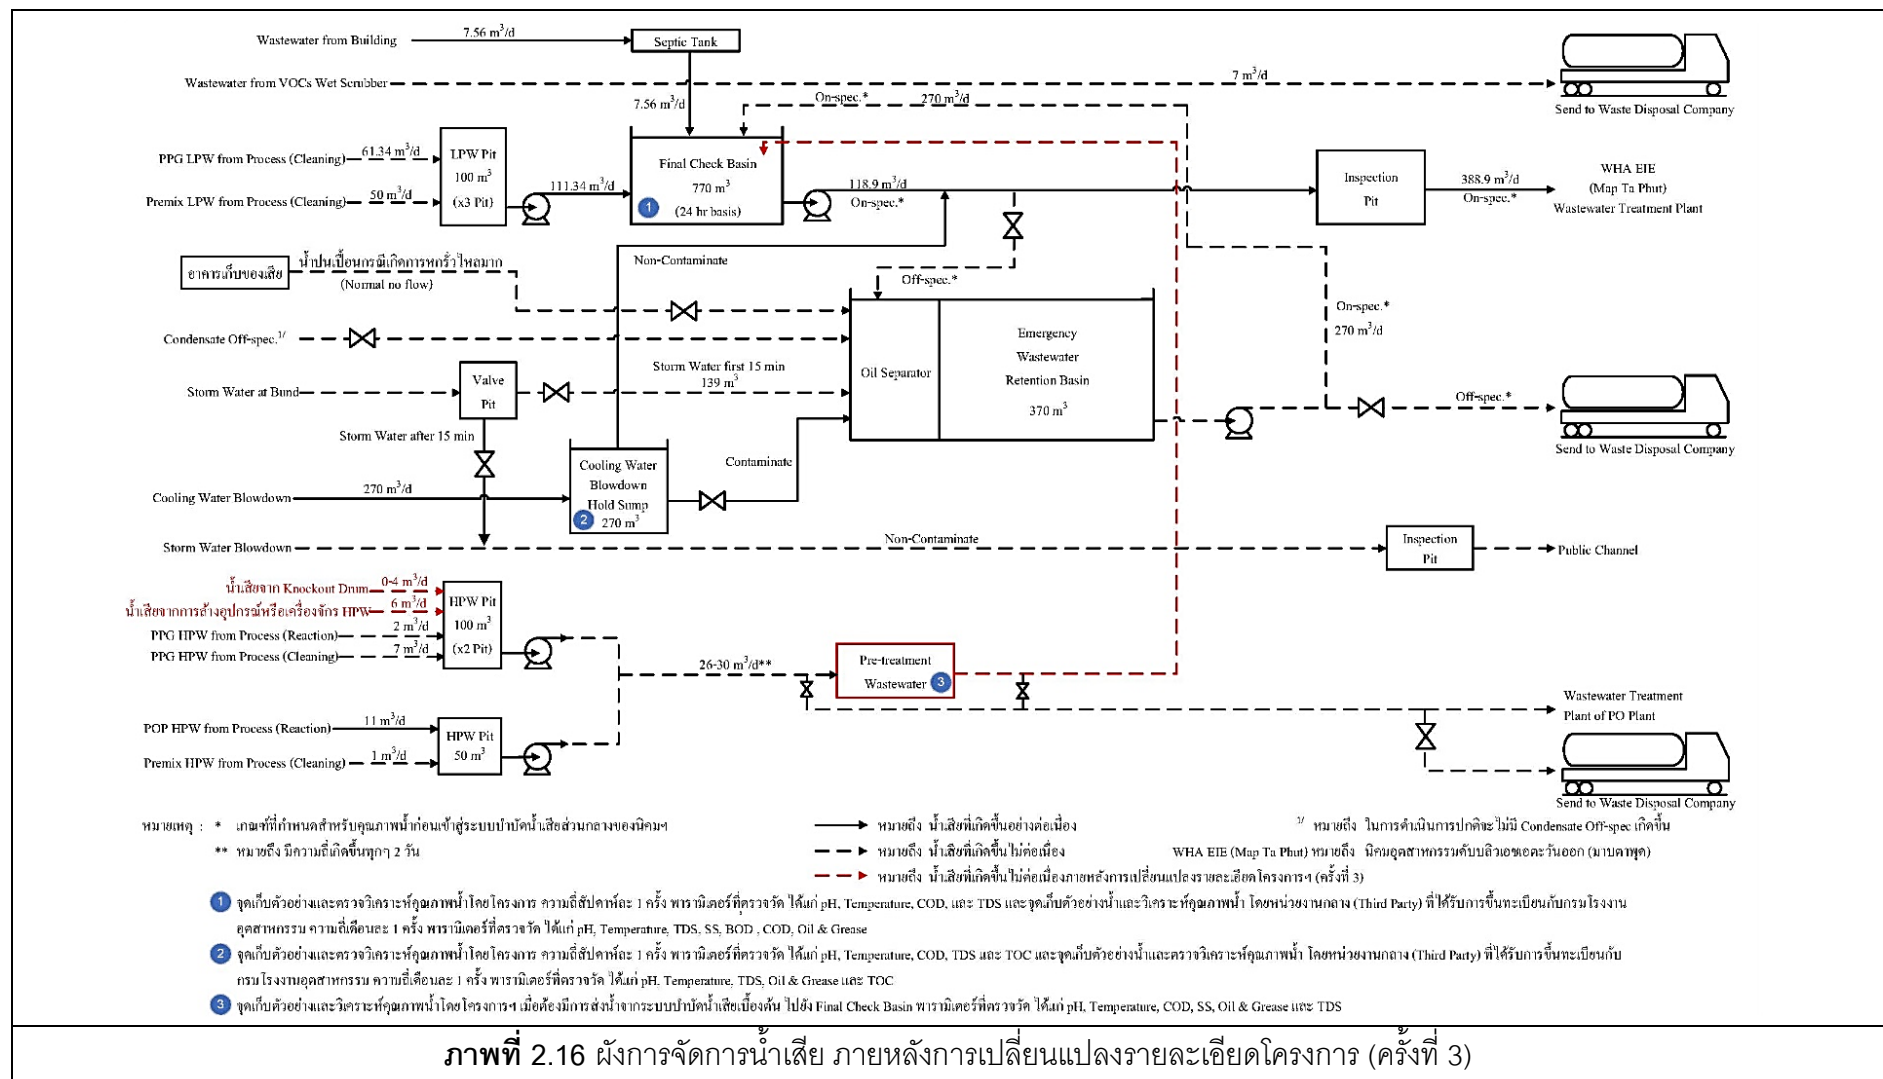 Wastewater from Building
7.56 m³/d
Septic Tank
Wastewater from VOCs Wet Scrubber
7 m³/d
Send to Waste Disposal Company
7.56 m³/d
On-spec.*
270 m³/d
PPG LPW from Process (Cleaning)
61.34 m³/d
Premix LPW from Process (Cleaning)
50 m³/d
LPW Pit
100 m³
(x3 Pit)
111.34 m³/d
Final Check Basin
770 m³
(24 hr basis)
1
118.9 m³/d
On-spec.*
Inspection
Pit
388.9 m³/d
On-spec.*
WHA EIE
(Map Ta Phut)
Wastewater Treatment Plant
อาคารเก็บของเสีย
น้ำปนเปื้อนกรณีเกิดการหกรั่วไหลมาก
(Normal no flow)
Non-Contaminate
Off-spec.*
Condensate Off-spec.¹/
Storm Water at Bund
Valve
Pit
Storm Water first 15 min
139 m³
Oil Separator
Emergency
Wastewater
Retention Basin
370 m³
On-spec.*
270 m³/d
Off-spec.*
Send to Waste Disposal Company
Storm Water after 15 min
Cooling Water Blowdown
270 m³/d
Cooling Water
Blowdown
Hold Sump
270 m³
2
Contaminate
Storm Water Blowdown
Non-Contaminate
Inspection
Pit
Public Channel
น้ำเสียจาก Knockout Drum
0-4 m³/d
น้ำเสียจากการล้างอุปกรณ์หรือเครื่องจักร HPW
6 m³/d
PPG HPW from Process (Reaction)
2 m³/d
PPG HPW from Process (Cleaning)
7 m³/d
HPW Pit
100 m³
(x2 Pit)
26-30 m³/d**
Pre-treatment
Wastewater
3
POP HPW from Process (Reaction)
11 m³/d
Premix HPW from Process (Cleaning)
1 m³/d
HPW Pit
50 m³
Wastewater Treatment
Plant of PO Plant
Send to Waste Disposal Company
หมายเหตุ : * เกณฑ์ที่กำหนดสำหรับคุณภาพน้ำก่อนเข้าสู่ระบบบำบัดน้ำเสียส่วนกลางของนิคมฯ
** หมายถึง มีความถี่เกิดขึ้นทุกๆ 2 วัน
หมายถึง น้ำเสียที่เกิดขึ้นอย่างต่อเนื่อง
หมายถึง น้ำเสียที่เกิดขึ้นไม่ต่อเนื่อง
หมายถึง น้ำเสียที่เกิดขึ้นไม่ต่อเนื่องภายหลังการเปลี่ยนแปลงรายละเอียดโครงการฯ (ครั้งที่ 3)
¹/ หมายถึง ในการดำเนินการปกติจะไม่มี Condensate Off-spec เกิดขึ้น
WHA EIE (Map Ta Phut) หมายถึง นิคมอุตสาหกรรมดับบลิวเอชเอตะวันออก (มาบตาพุด)
1 จุดเก็บตัวอย่างและตรวจวิเคราะห์คุณภาพน้ำโดยโครงการ ความถี่สัปดาห์ละ 1 ครั้ง พารามิเตอร์ที่ตรวจวัด ได้แก่ pH, Temperature, COD, และ TDS และจุดเก็บตัวอย่างน้ำและวิเคราะห์คุณภาพน้ำ โดยหน่วยงานกลาง (Third Party) ที่ได้รับการขึ้นทะเบียนกับกรมโรงงาน
อุตสาหกรรม ความถี่เดือนละ 1 ครั้ง พารามิเตอร์ที่ตรวจวัด ได้แก่ pH, Temperature, TDS, SS, BOD , COD, Oil & Grease
2 จุดเก็บตัวอย่างและตรวจวิเคราะห์คุณภาพน้ำโดยโครงการ ความถี่สัปดาห์ละ 1 ครั้ง พารามิเตอร์ที่ตรวจวัด ได้แก่ pH, Temperature, COD, TDS และ TOC และจุดเก็บตัวอย่างน้ำและตรวจวิเคราะห์คุณภาพน้ำ โดยหน่วยงานกลาง (Third Party) ที่ได้รับการขึ้นทะเบียนกับ
กรมโรงงานอุตสาหกรรม ความถี่เดือนละ 1 ครั้ง พารามิเตอร์ที่ตรวจวัด ได้แก่ pH, Temperature, TDS, Oil & Grease และ TOC
3 จุดเก็บตัวอย่างและวิเคราะห์คุณภาพน้ำโดยโครงการฯ เมื่อต้องมีการส่งน้ำจากระบบบำบัดน้ำเสียเบื้องต้น ไปยัง Final Check Basin พารามิเตอร์ที่ตรวจวัด ได้แก่ pH, Temperature, COD, SS, Oil & Grease และ TDS
ภาพที่ 2.16 ผังการจัดการน้ำเสีย ภายหลังการเปลี่ยนแปลงรายละเอียดโครงการ (ครั้งที่ 3)